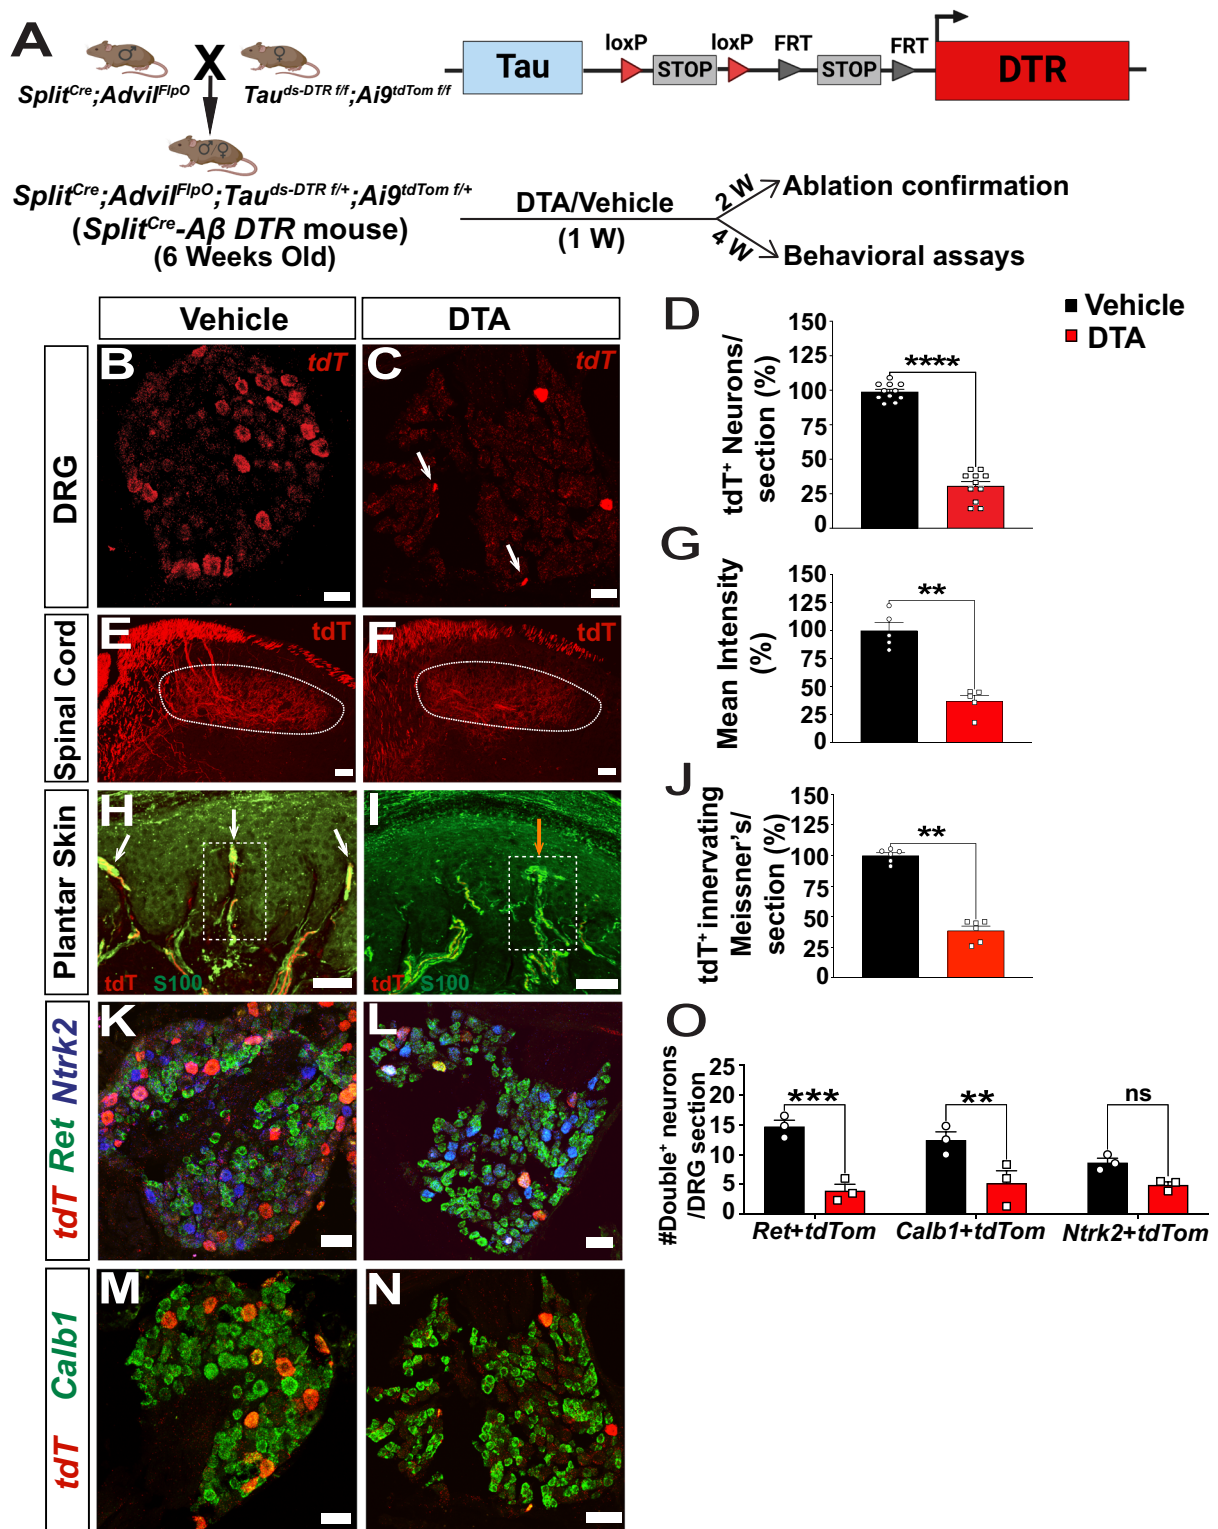 A
X
Split^Cre;Advil^FlpO
Tau^ds-DTR f/f;Ai9^tdTom f/f
Split^Cre;Advil^FlpO;Tau^ds-DTR f/+;Ai9^tdTom f/+
(Split^Cre-Aβ DTR mouse)
(6 Weeks Old)
Tau
loxP
STOP
loxP
FRT
STOP
FRT
DTR
DTA/Vehicle
(1 W)
2 W
Ablation confirmation
4 W
Behavioral assays
Vehicle
DTA
DRG
B
tdT
C
tdT
D
tdT+ Neurons/
section (%)
150
125
100
75
50
25
0
****
Vehicle
DTA
Spinal Cord
E
tdT
F
tdT
G
Mean Intensity
(%)
150
125
100
75
50
25
0
**
Plantar Skin
H
tdT S100
I
tdT S100
J
tdT+ innervating
Meissner's/
section (%)
150
125
100
75
50
25
0
**
tdT Ret Ntrk2
K
L
O
#Double+ neurons
/DRG section
25
20
15
10
5
0
***
**
ns
Ret+tdTom
Calb1+tdTom
Ntrk2+tdTom
tdT Calb1
M
N